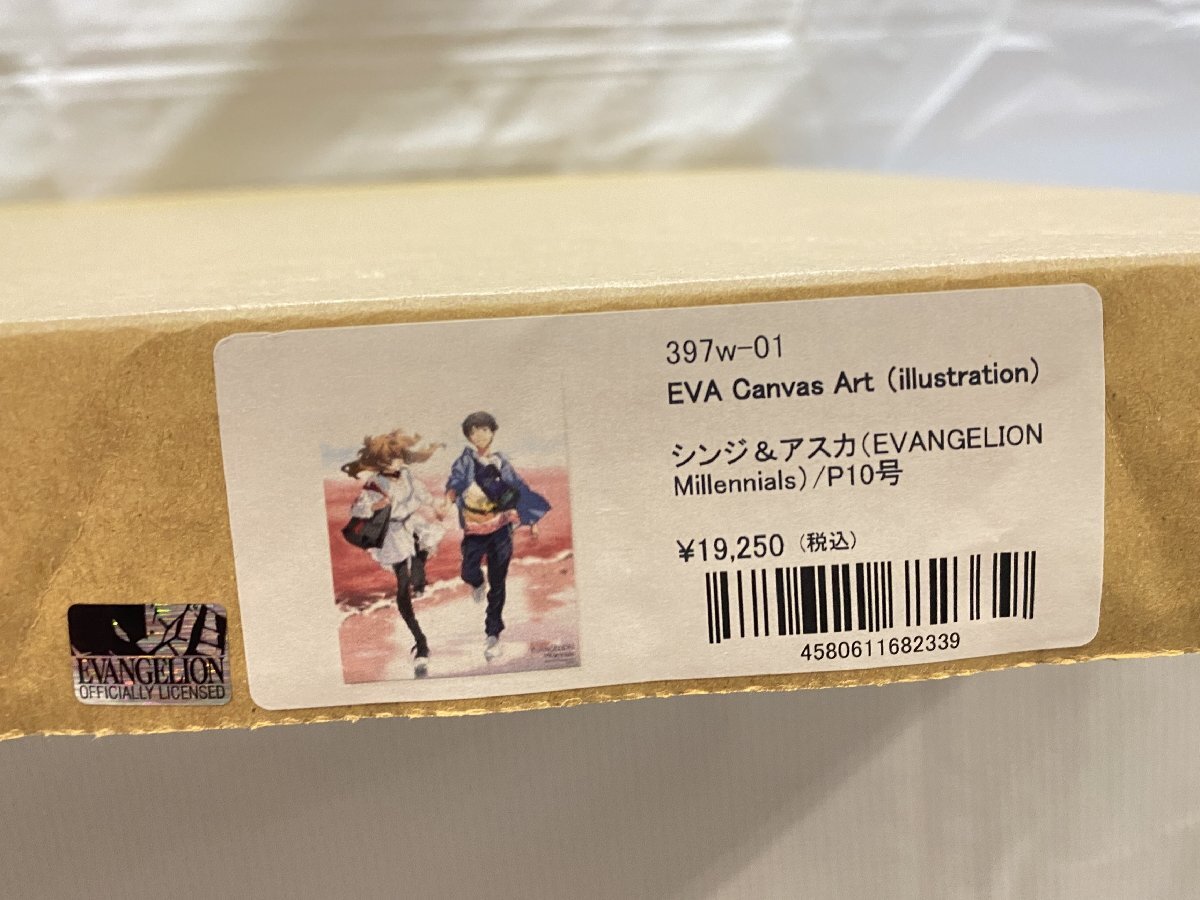 397w-01
EVA Canvas Art (illustration)
シンジ＆アスカ(EVANGELION
Millennials)/P10号
¥19,250 (税込)
4580611682339
EVANGELION
OFFICIALLY LICENSED